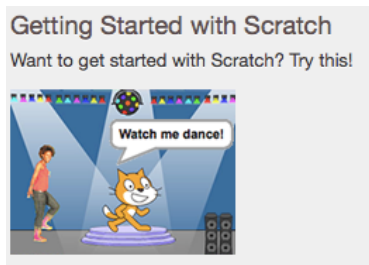 Getting Started with Scratch
Want to get started with Scratch? Try this!
Watch me dance!